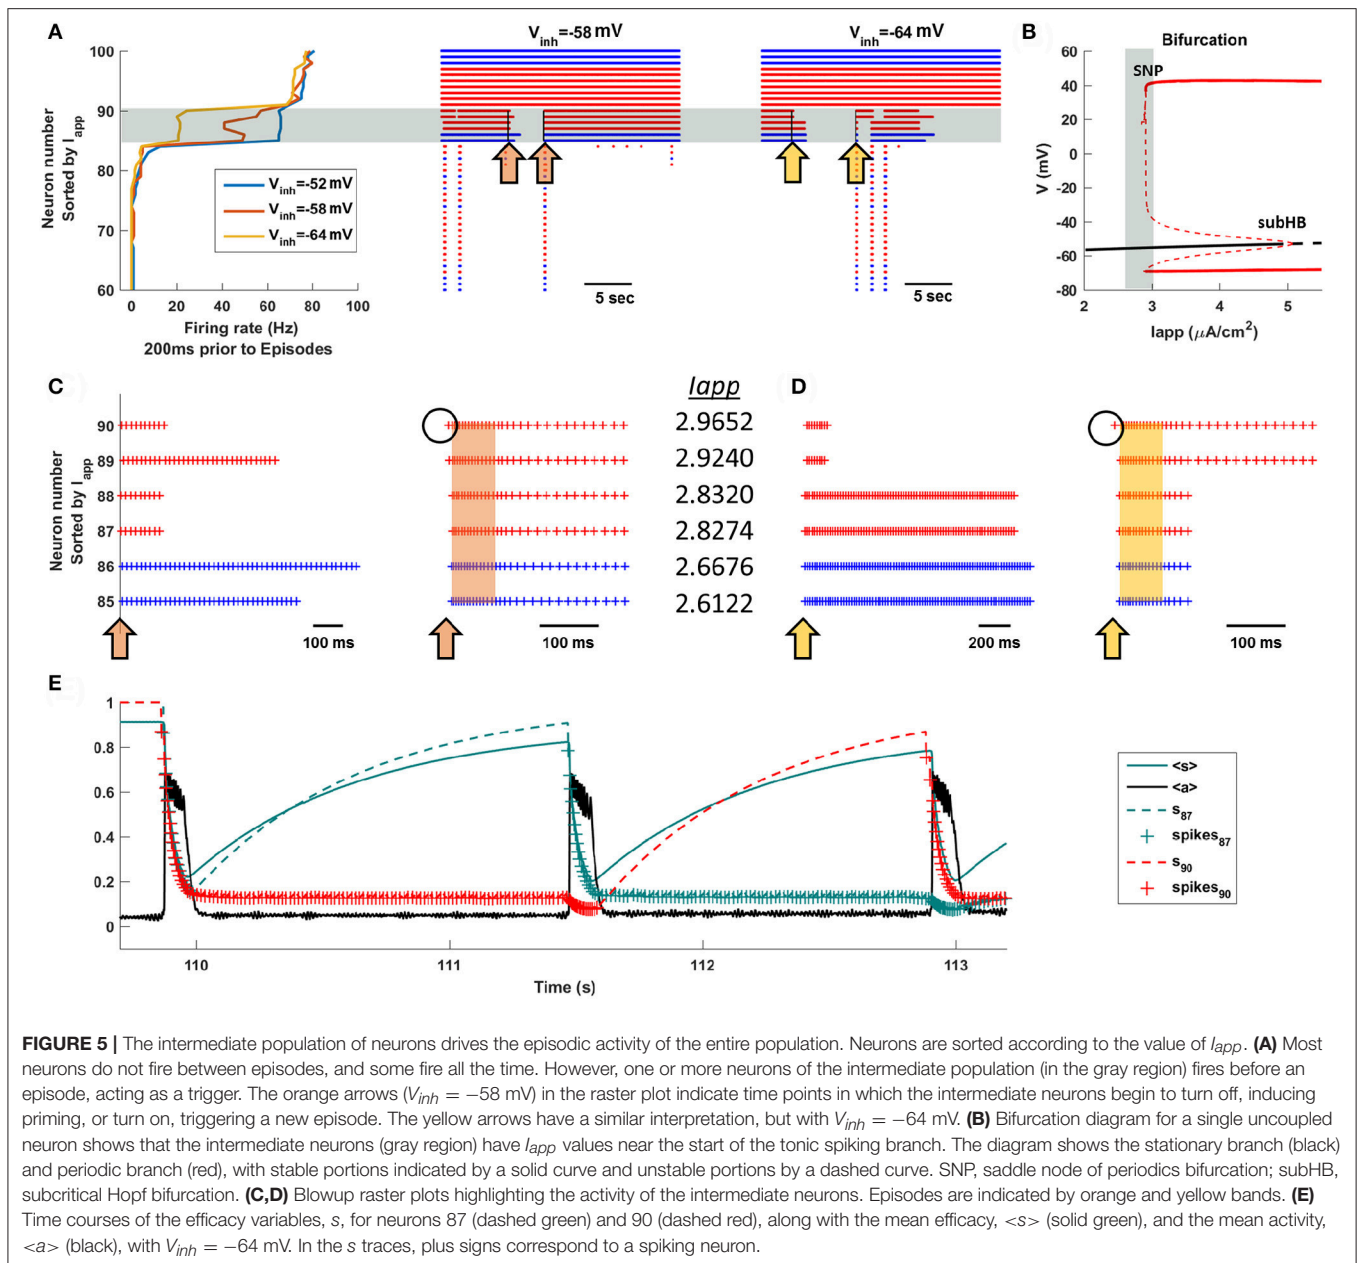 A
100
90
80
70
60
Neuron number
Sorted by I_app
V_inh=-52 mV
V_inh=-58 mV
V_inh=-64 mV
0 20 40 60 80 100
Firing rate (Hz)
200ms prior to Episodes
V_inh=-58 mV
5 sec
V_inh=-64 mV
5 sec
B
Bifurcation
60
40
20
0
-20
-40
-60
-80
V (mV)
SNP
subHB
2 3 4 5
Iapp (μA/cm²)
C
90
89
88
87
86
85
Neuron number
Sorted by I_app
100 ms
100 ms
Iapp
2.9652
2.9240
2.8320
2.8274
2.6676
2.6122
D
200 ms
100 ms
E
1
0.8
0.6
0.4
0.2
0
110 111 112 113
Time (s)
<s>
<a>
s_87
spikes_87
s_90
spikes_90
FIGURE 5 | The intermediate population of neurons drives the episodic activity of the entire population. Neurons are sorted according to the value of I_app. (A) Most
neurons do not fire between episodes, and some fire all the time. However, one or more neurons of the intermediate population (in the gray region) fires before an
episode, acting as a trigger. The orange arrows (V_inh = −58 mV) in the raster plot indicate time points in which the intermediate neurons begin to turn off, inducing
priming, or turn on, triggering a new episode. The yellow arrows have a similar interpretation, but with V_inh = −64 mV. (B) Bifurcation diagram for a single uncoupled
neuron shows that the intermediate neurons (gray region) have I_app values near the start of the tonic spiking branch. The diagram shows the stationary branch (black)
and periodic branch (red), with stable portions indicated by a solid curve and unstable portions by a dashed curve. SNP, saddle node of periodics bifurcation; subHB,
subcritical Hopf bifurcation. (C,D) Blowup raster plots highlighting the activity of the intermediate neurons. Episodes are indicated by orange and yellow bands. (E)
Time courses of the efficacy variables, s, for neurons 87 (dashed green) and 90 (dashed red), along with the mean efficacy, <s> (solid green), and the mean activity,
<a> (black), with V_inh = −64 mV. In the s traces, plus signs correspond to a spiking neuron.